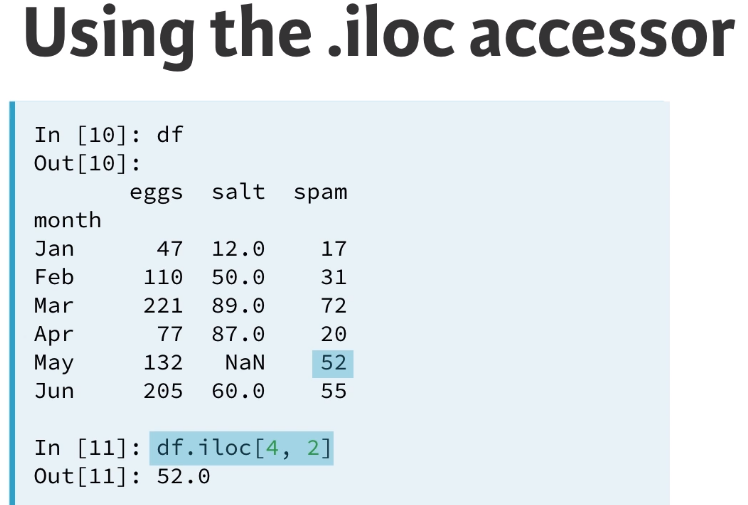 Using the .iloc accessor
In [10]: df
Out[10]:
       eggs  salt  spam
month
Jan      47  12.0    17
Feb     110  50.0    31
Mar     221  89.0    72
Apr      77  87.0    20
May     132   NaN    52
Jun     205  60.0    55
In [11]: df.iloc[4, 2]
Out[11]: 52.0